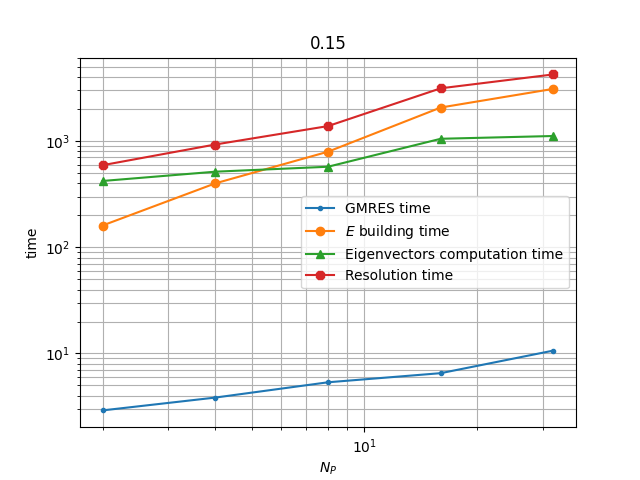 0.15
time
10³
10²
10¹
GMRES time
E building time
Eigenvectors computation time
Resolution time
10¹
N_P